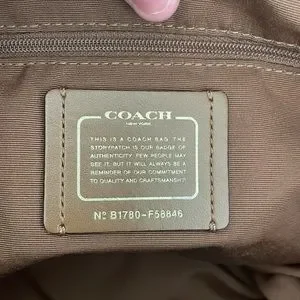 COACH
NEW YORK
THIS IS A COACH BAG. THE
STORYPATCH IS OUR BADGE OF
AUTHENTICITY. FEW PEOPLE MAY
SEE IT, BUT IT WILL ALWAYS BE A
REMINDER OF OUR COMMITMENT
TO QUALITY AND CRAFTSMANSHIP.
Nº B1780-F58846